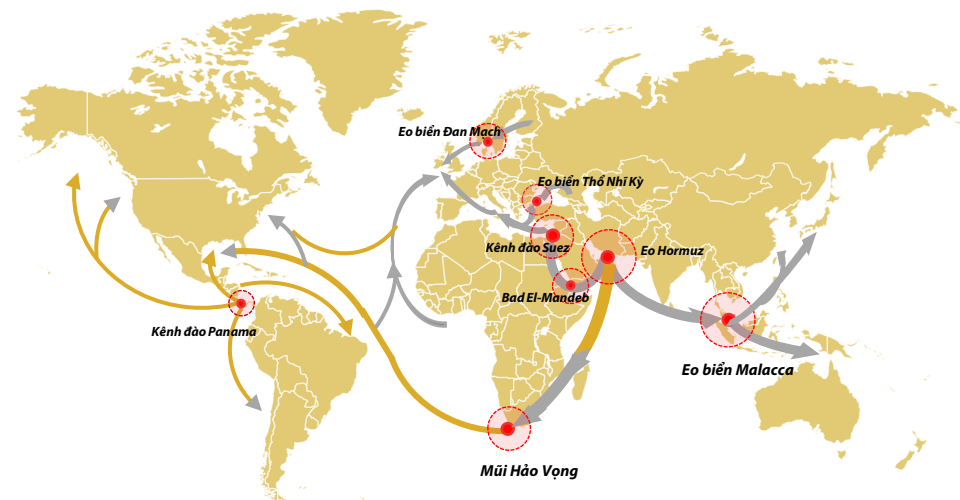 Eo biển Đan Mạch
Eo biển Thổ Nhĩ Kỳ
Kênh đào Suez
Eo Hormuz
Bad El-Mandeb
Kênh đào Panama
Eo biển Malacca
Mũi Hảo Vọng